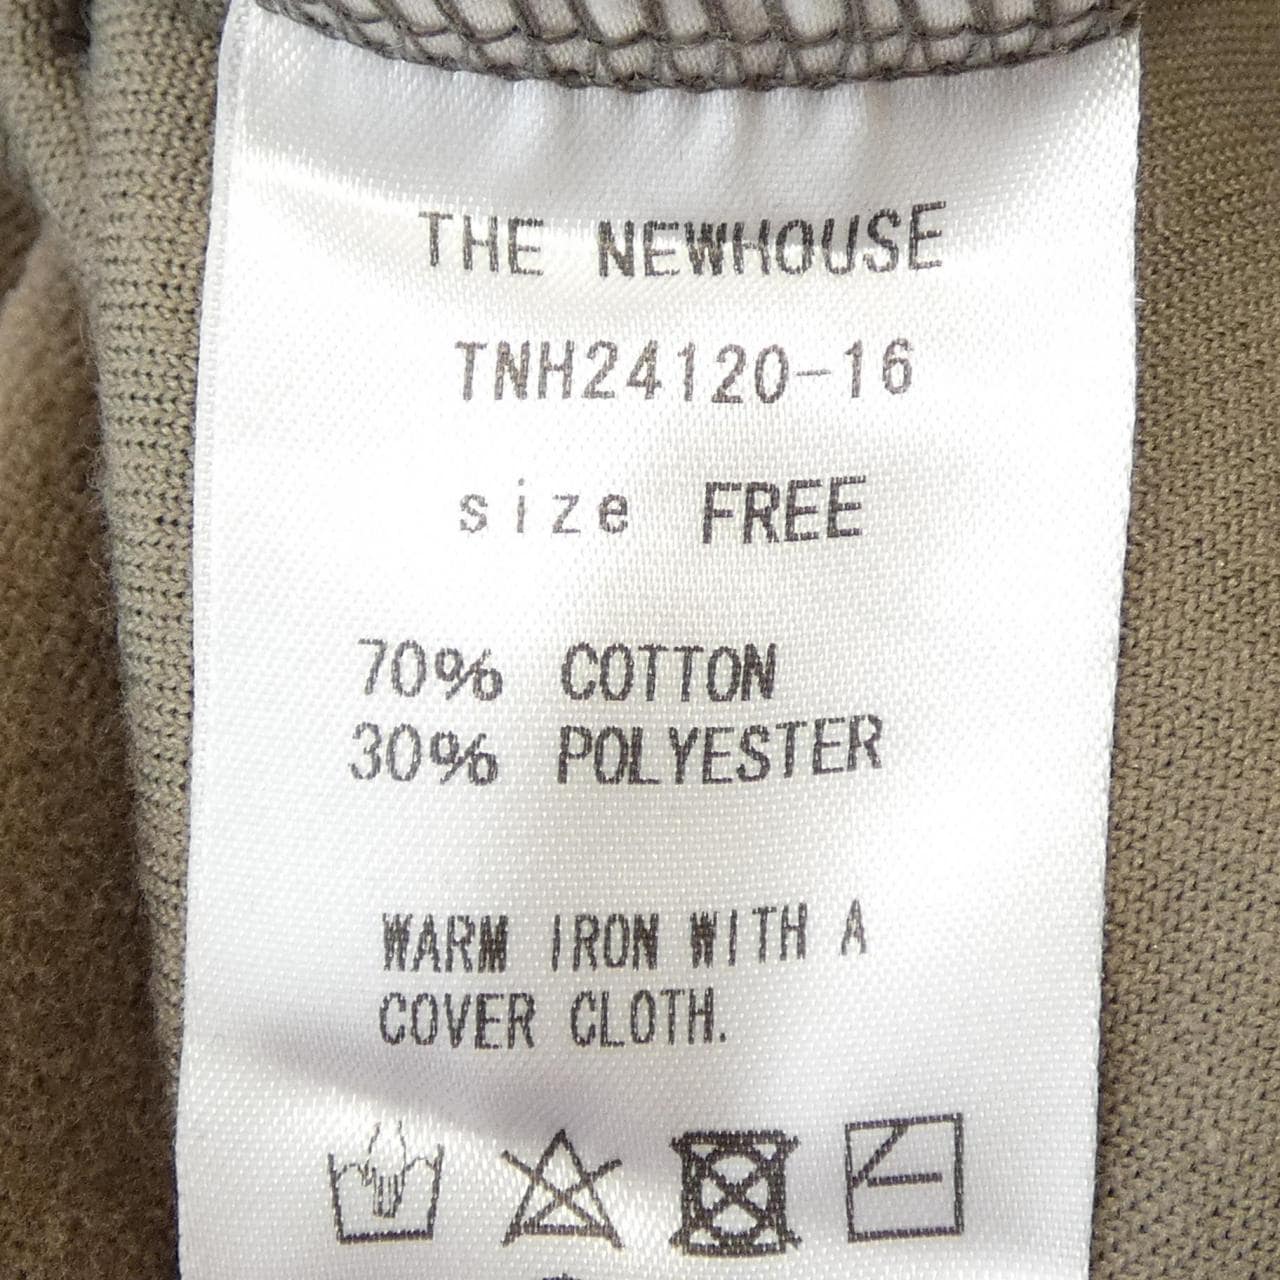 THE NEWHOUSE
TNH24120-16
size FREE
70% COTTON
30% POLYESTER
WARM IRON WITH A
COVER CLOTH.